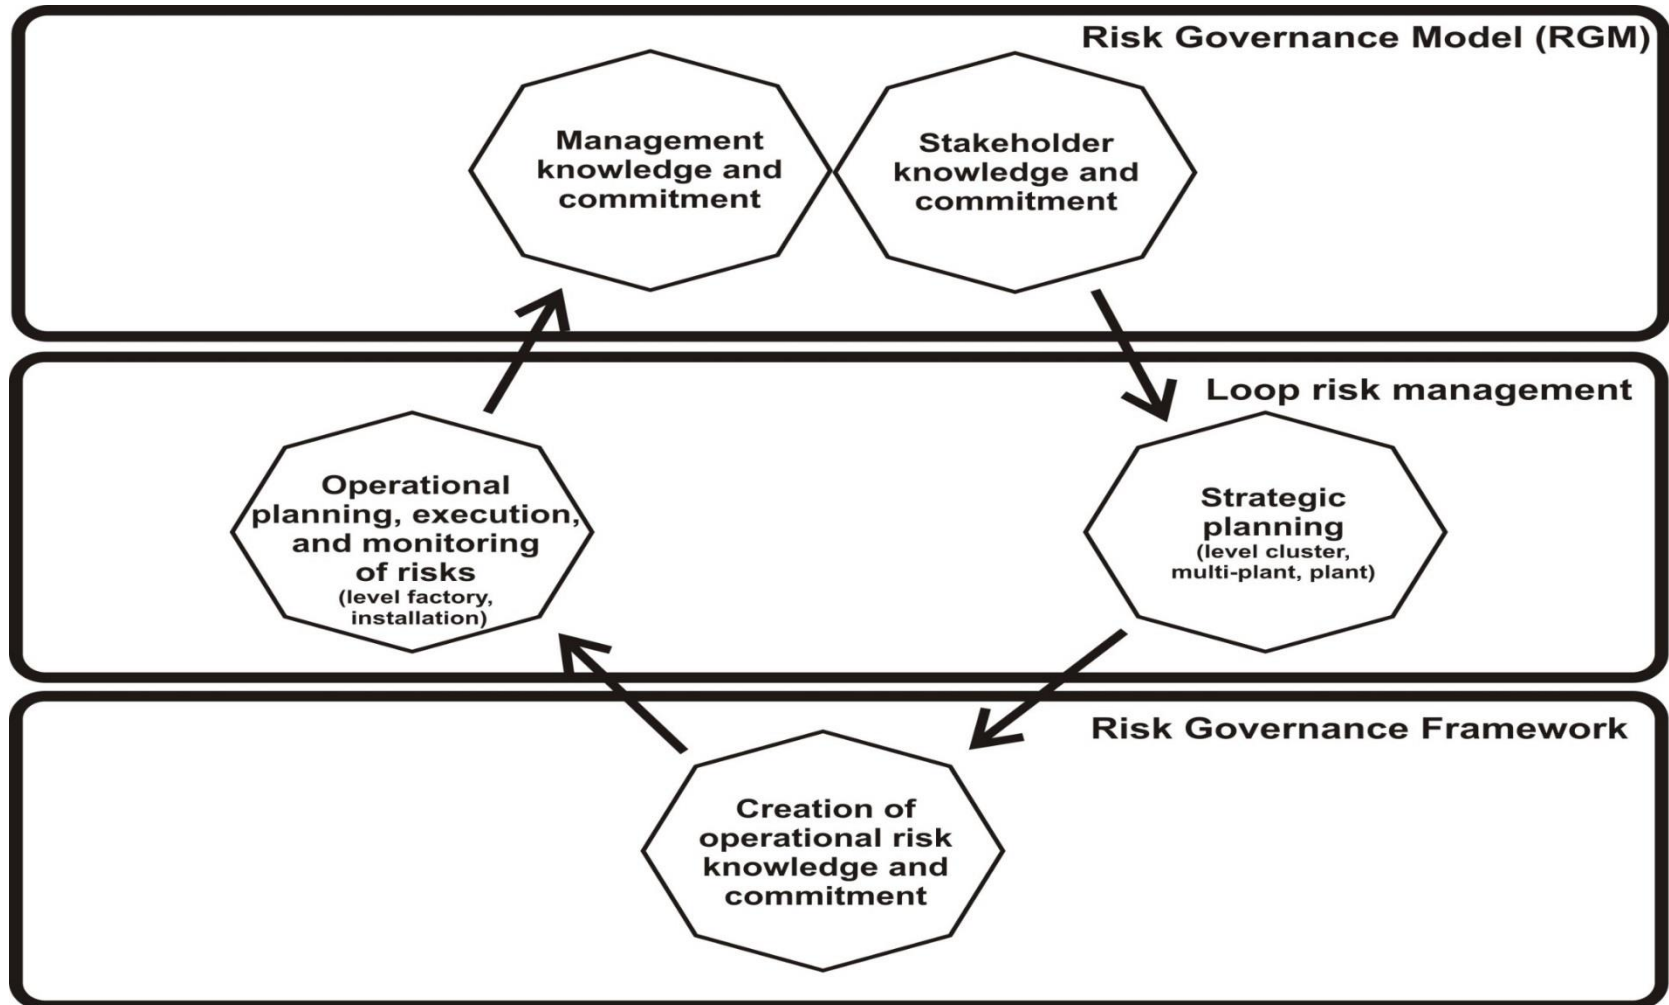 Risk Governance Model (RGM)
Management
knowledge and
commitment
Stakeholder
knowledge and
commitment
Loop risk management
Operational
planning, execution,
and monitoring
of risks
(level factory,
installation)
Strategic
planning
(level cluster,
multi-plant, plant)
Risk Governance Framework
Creation of
operational risk
knowledge and
commitment